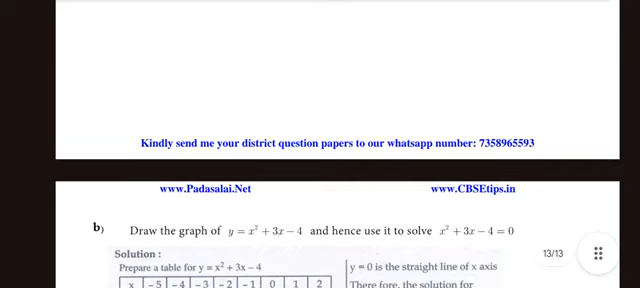 Kindly send me your district question papers to our whatsapp number: 7358965593
www.Padasalai.Net www.CBSEtips.in
b) Draw the graph of y = x² + 3x − 4 and hence use it to solve x² + 3x − 4 = 0
13/13
Solution :
Prepare a table for y = x² + 3x – 4
x – 5 – 4 – 3 – 2 – 1 0 1 2
y = 0 is the straight line of x axis
There fore, the solution for